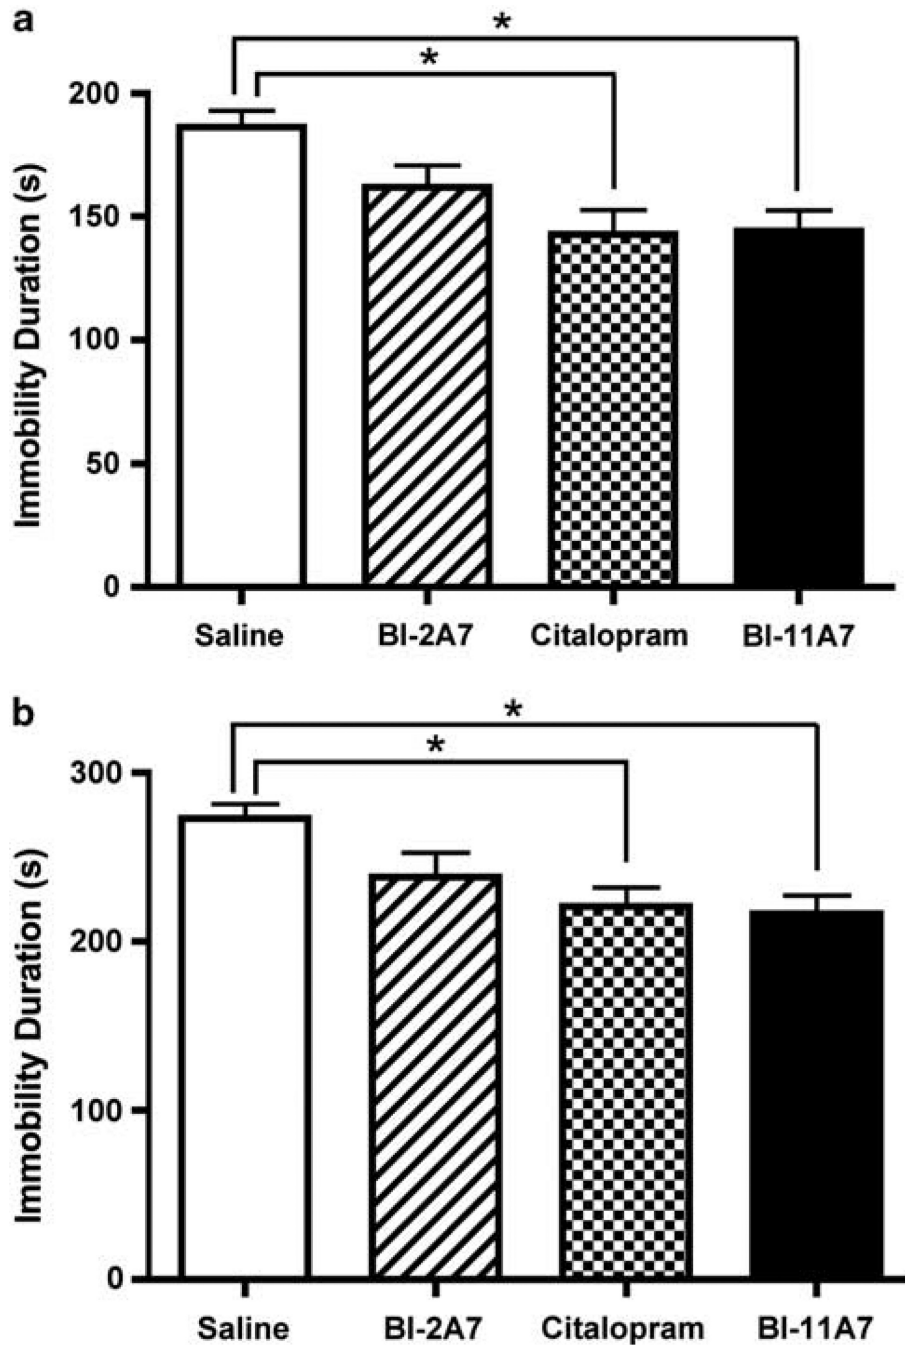 a
*
*
200
150
100
50
0
Immobility Duration (s)
Saline BI-2A7 Citalopram BI-11A7
b
*
*
300
200
100
0
Immobility Duration (s)
Saline BI-2A7 Citalopram BI-11A7